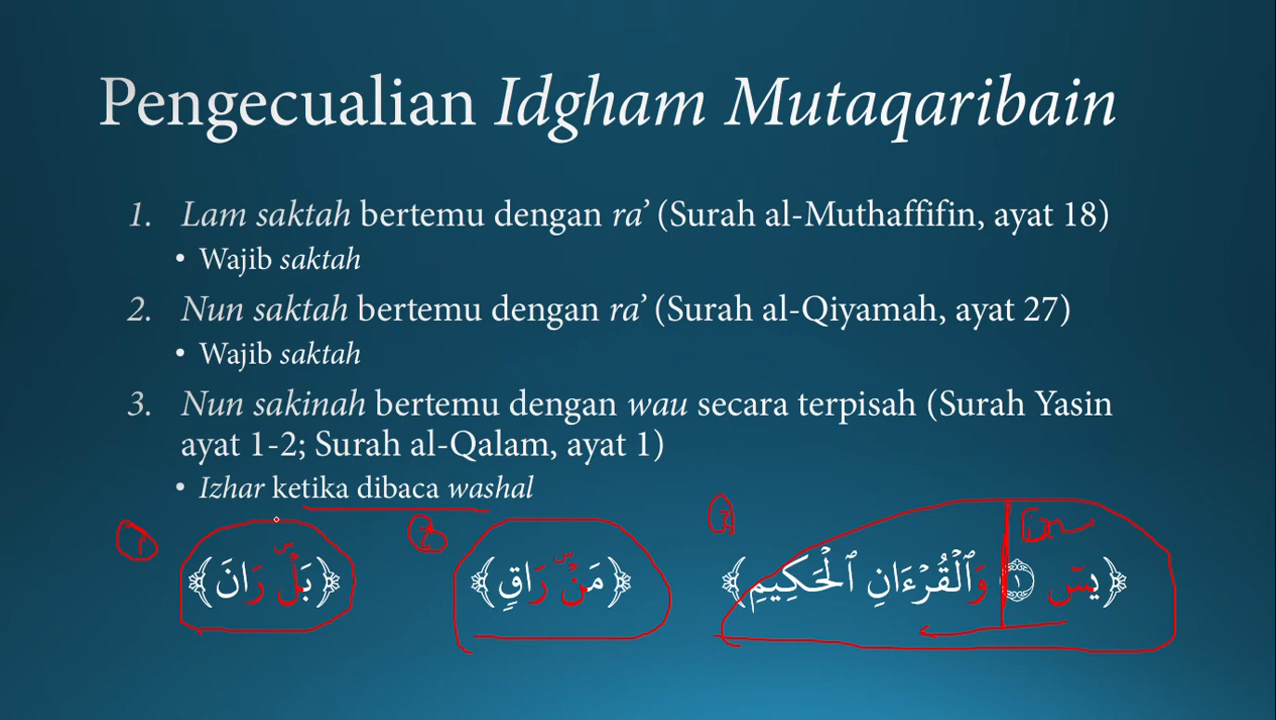 Pengecualian Idgham Mutaqaribain
1. Lam saktah bertemu dengan ra’ (Surah al-Muthaffifin, ayat 18)
• Wajib saktah
2. Nun saktah bertemu dengan ra’ (Surah al-Qiyamah, ayat 27)
• Wajib saktah
3. Nun sakinah bertemu dengan wau secara terpisah (Surah Yasin
ayat 1-2; Surah al-Qalam, ayat 1)
• Izhar ketika dibaca washal
1 2
﴿بَلْ ۜ رَانَ﴾ ﴿مَنْ ۜ رَاقٍ﴾ ﴿يسٓ ۝١ وَٱلْقُرْءَانِ ٱلْحَكِيمِ﴾